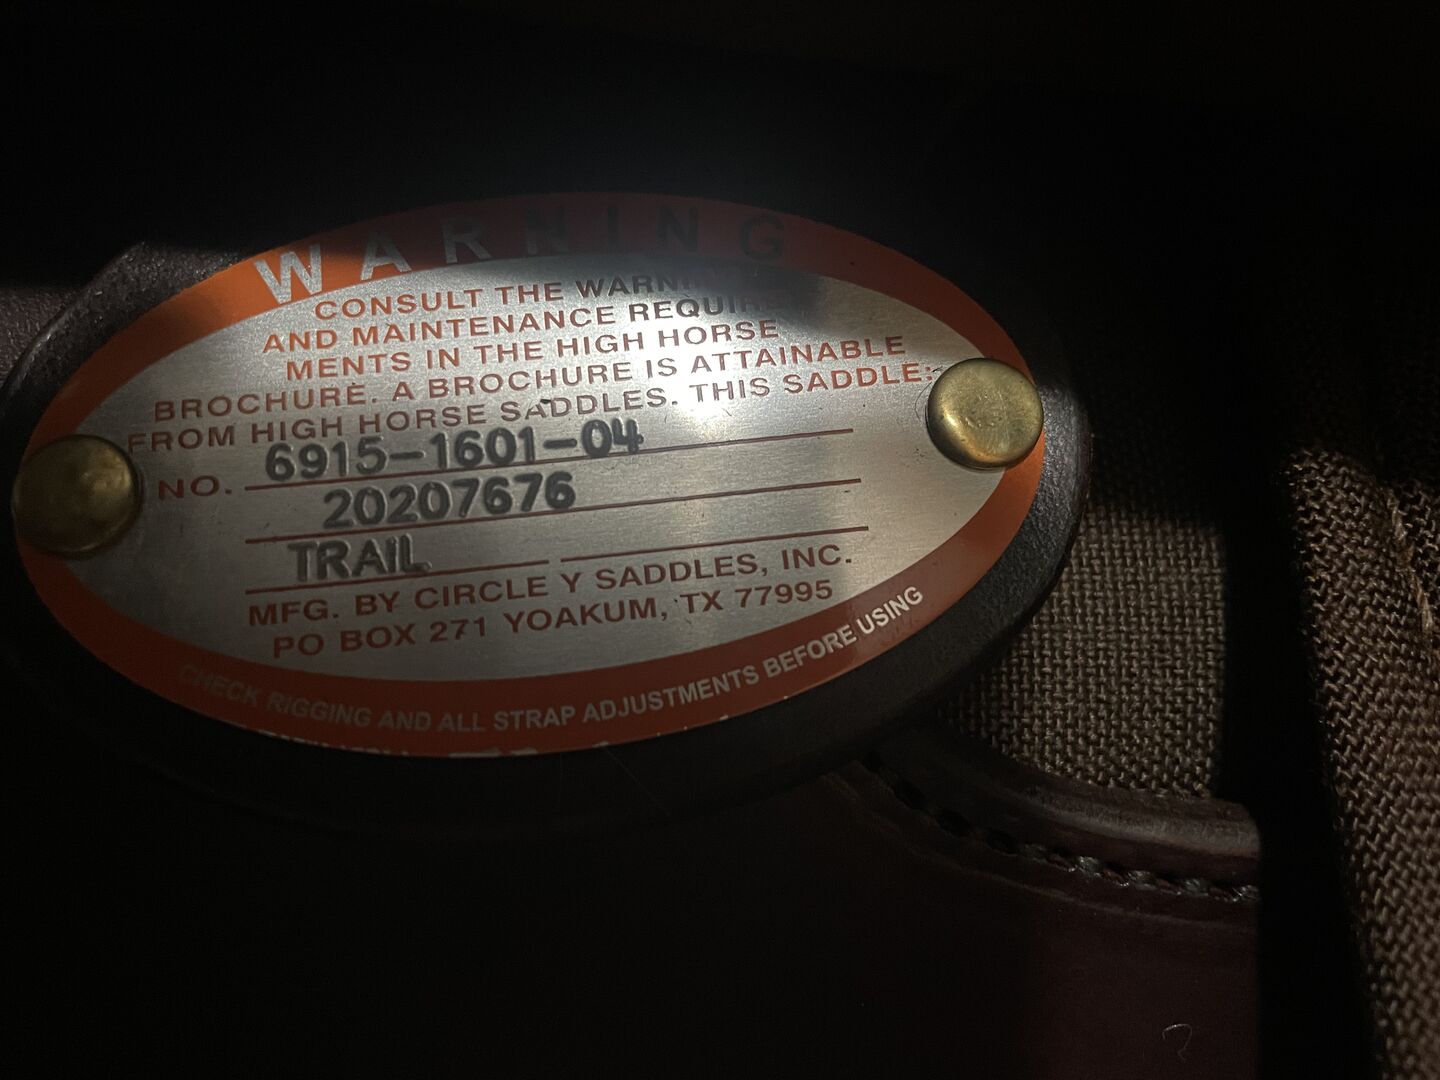 WARNING
CONSULT THE
AND MAINTENANCE
MENTS IN THE HIGH HORSE
BROCHURE. A BROCHURE IS ATTAINABLE
FROM HIGH HORSE SADDLES. THIS SADDLE:
NO. 6915-1601-04
20207676
TRAIL
MFG. BY CIRCLE Y SADDLES, INC.
PO BOX 271 YOAKUM, TX 77995
CHECK RIGGING AND ALL STRAP ADJUSTMENTS BEFORE USING